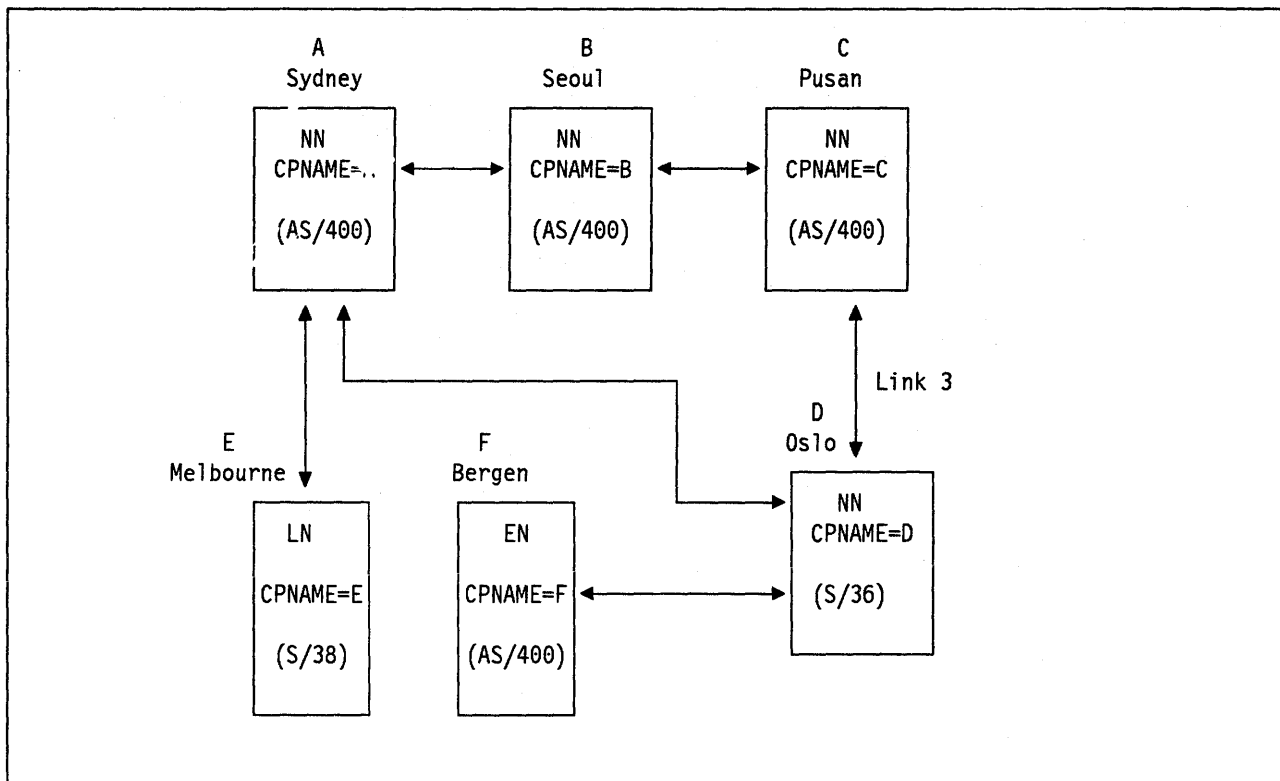 A
Sydney
NN
CPNAME=..
(AS/400)
B
Seoul
NN
CPNAME=B
(AS/400)
C
Pusan
NN
CPNAME=C
(AS/400)
Link 3
E
Melbourne
LN
CPNAME=E
(S/38)
F
Bergen
EN
CPNAME=F
(AS/400)
D
Oslo
NN
CPNAME=D
(S/36)